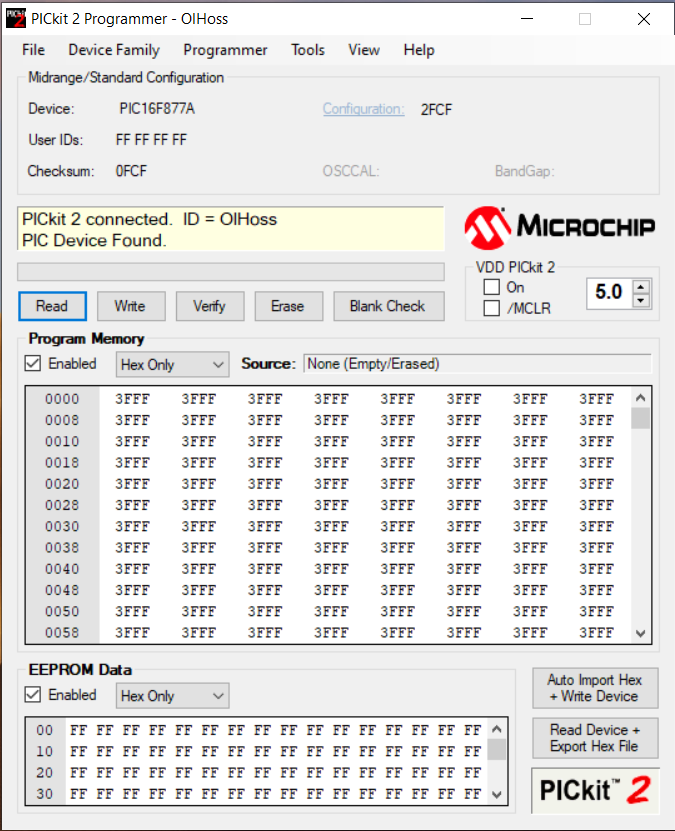 PICkit 2 Programmer - OlHoss
File Device Family Programmer Tools View Help
Midrange/Standard Configuration
Device: PIC16F877A Configuration: 2FCF
User IDs: FF FF FF FF
Checksum: 0FCF OSCCAL: BandGap:
PICkit 2 connected. ID = OlHoss
PIC Device Found.
MICROCHIP
VDD PICkit 2
On
/MCLR
5.0
Read Write Verify Erase Blank Check
Program Memory
Enabled Hex Only Source: None (Empty/Erased)
0000 3FFF 3FFF 3FFF 3FFF 3FFF 3FFF 3FFF 3FFF
0008 3FFF 3FFF 3FFF 3FFF 3FFF 3FFF 3FFF 3FFF
0010 3FFF 3FFF 3FFF 3FFF 3FFF 3FFF 3FFF 3FFF
0018 3FFF 3FFF 3FFF 3FFF 3FFF 3FFF 3FFF 3FFF
0020 3FFF 3FFF 3FFF 3FFF 3FFF 3FFF 3FFF 3FFF
0028 3FFF 3FFF 3FFF 3FFF 3FFF 3FFF 3FFF 3FFF
0030 3FFF 3FFF 3FFF 3FFF 3FFF 3FFF 3FFF 3FFF
0038 3FFF 3FFF 3FFF 3FFF 3FFF 3FFF 3FFF 3FFF
0040 3FFF 3FFF 3FFF 3FFF 3FFF 3FFF 3FFF 3FFF
0048 3FFF 3FFF 3FFF 3FFF 3FFF 3FFF 3FFF 3FFF
0050 3FFF 3FFF 3FFF 3FFF 3FFF 3FFF 3FFF 3FFF
0058 3FFF 3FFF 3FFF 3FFF 3FFF 3FFF 3FFF 3FFF
EEPROM Data
Enabled Hex Only
00 FF FF FF FF FF FF FF FF FF FF FF FF FF FF FF FF
10 FF FF FF FF FF FF FF FF FF FF FF FF FF FF FF FF
20 FF FF FF FF FF FF FF FF FF FF FF FF FF FF FF FF
30 FF FF FF FF FF FF FF FF FF FF FF FF FF FF FF FF
Auto Import Hex
+ Write Device
Read Device +
Export Hex File
PICkit™ 2